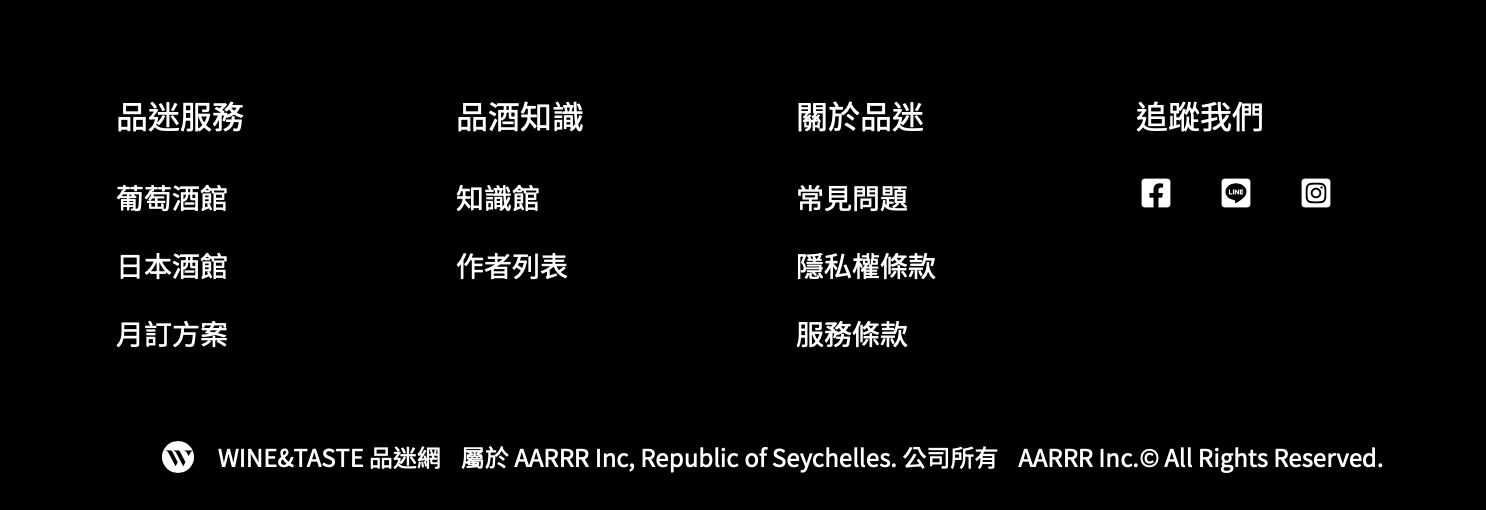 品迷服務
葡萄酒館
日本酒館
月訂方案
品酒知識
知識館
作者列表
關於品迷
常見問題
隱私權條款
服務條款
追蹤我們
LINE
WINE&TASTE 品迷網 屬於 AARRR Inc, Republic of Seychelles. 公司所有 AARRR Inc.© All Rights Reserved.